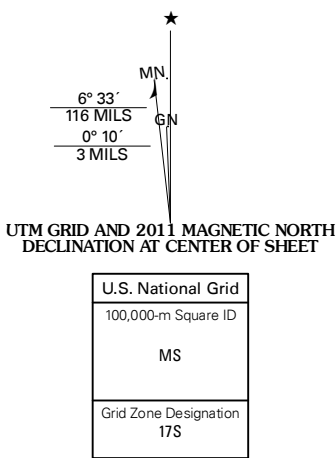 ★
MN
GN
6° 33´
116 MILS
0° 10´
3 MILS
UTM GRID AND 2011 MAGNETIC NORTH
DECLINATION AT CENTER OF SHEET
U.S. National Grid
100,000-m Square ID
MS
Grid Zone Designation
17S